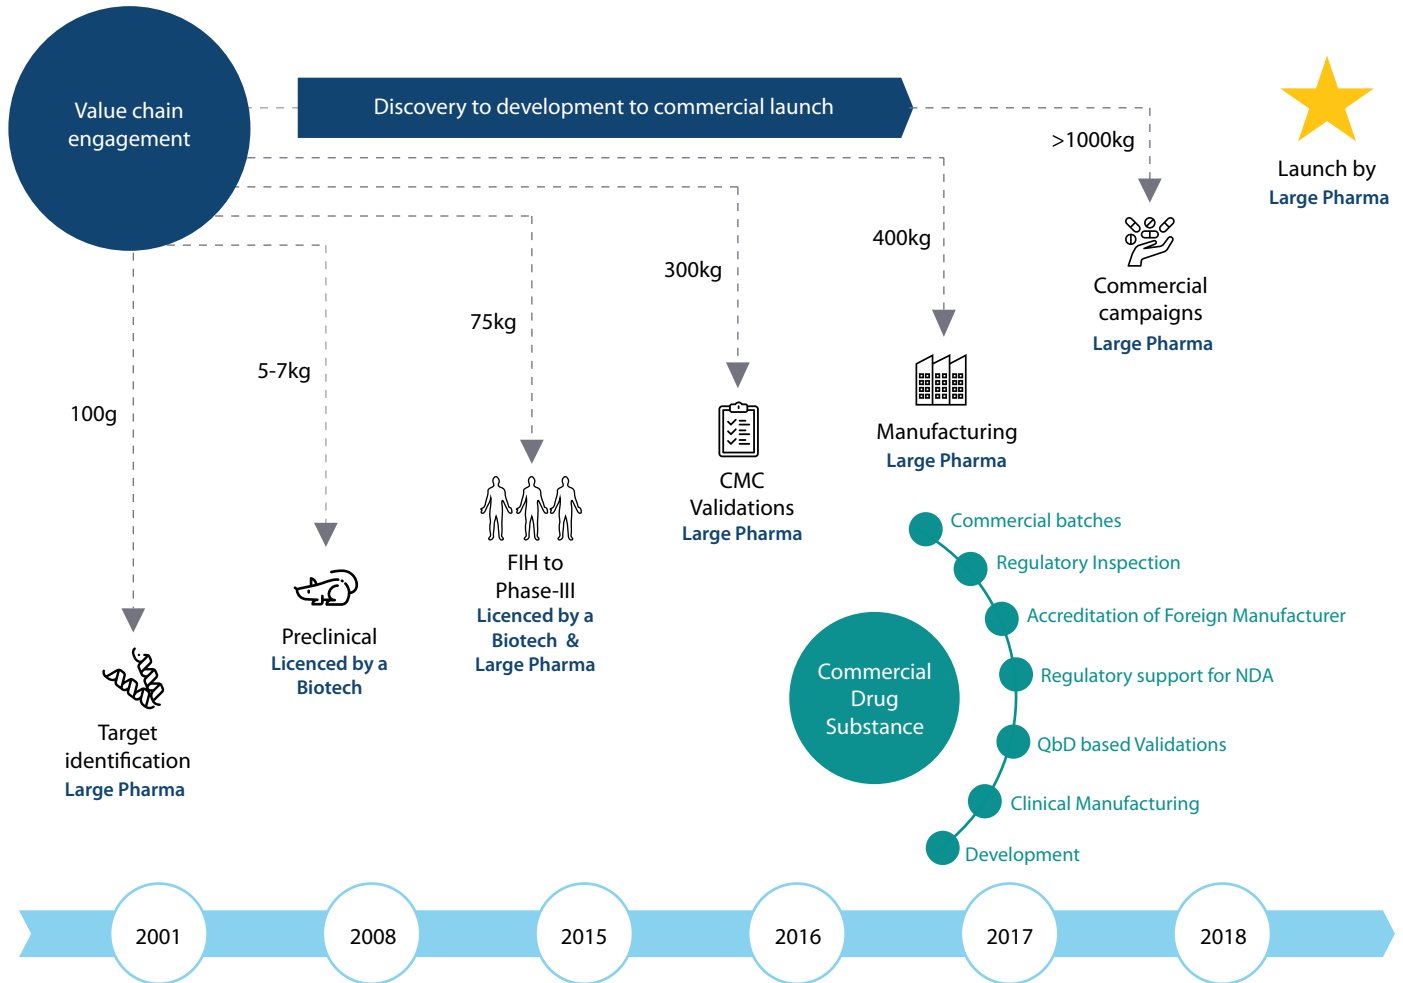 Value chain
engagement
Discovery to development to commercial launch
>1000kg
Launch by
Large Pharma
400kg
300kg
75kg
5-7kg
100g
Commercial
campaigns
Large Pharma
Manufacturing
Large Pharma
CMC
Validations
Large Pharma
FIH to
Phase-III
Licenced by a
Biotech &
Large Pharma
Preclinical
Licenced by a
Biotech
Target
identification
Large Pharma
Commercial
Drug
Substance
Commercial batches
Regulatory Inspection
Accreditation of Foreign Manufacturer
Regulatory support for NDA
QbD based Validations
Clinical Manufacturing
Development
2001
2008
2015
2016
2017
2018